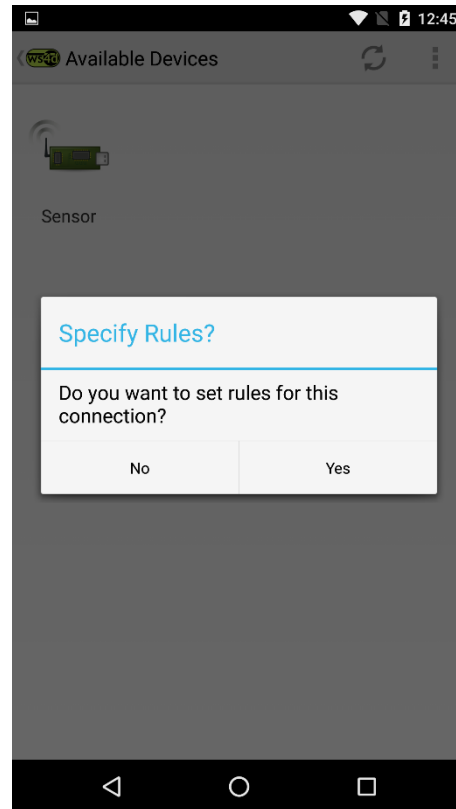 12:45
ws4d Available Devices
Sensor
Specify Rules?
Do you want to set rules for this
connection?
No Yes